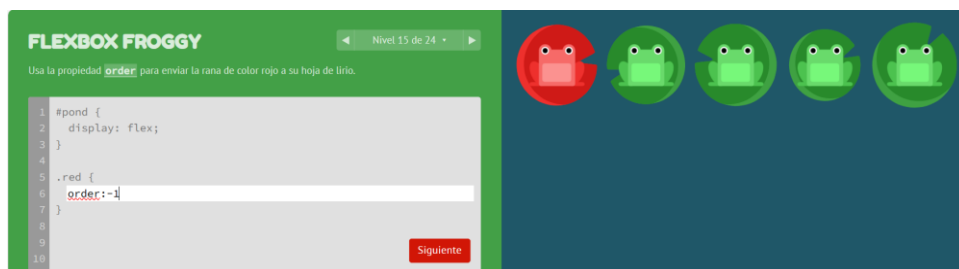 FLEXBOX FROGGY
◀ Nivel 15 de 24 ▾ ▶
Usa la propiedad order para enviar la rana de color rojo a su hoja de lirio.
1 #pond {
2 display: flex;
3 }
4
5 .red {
6 order:-1
7 }
8
9
10
Siguiente